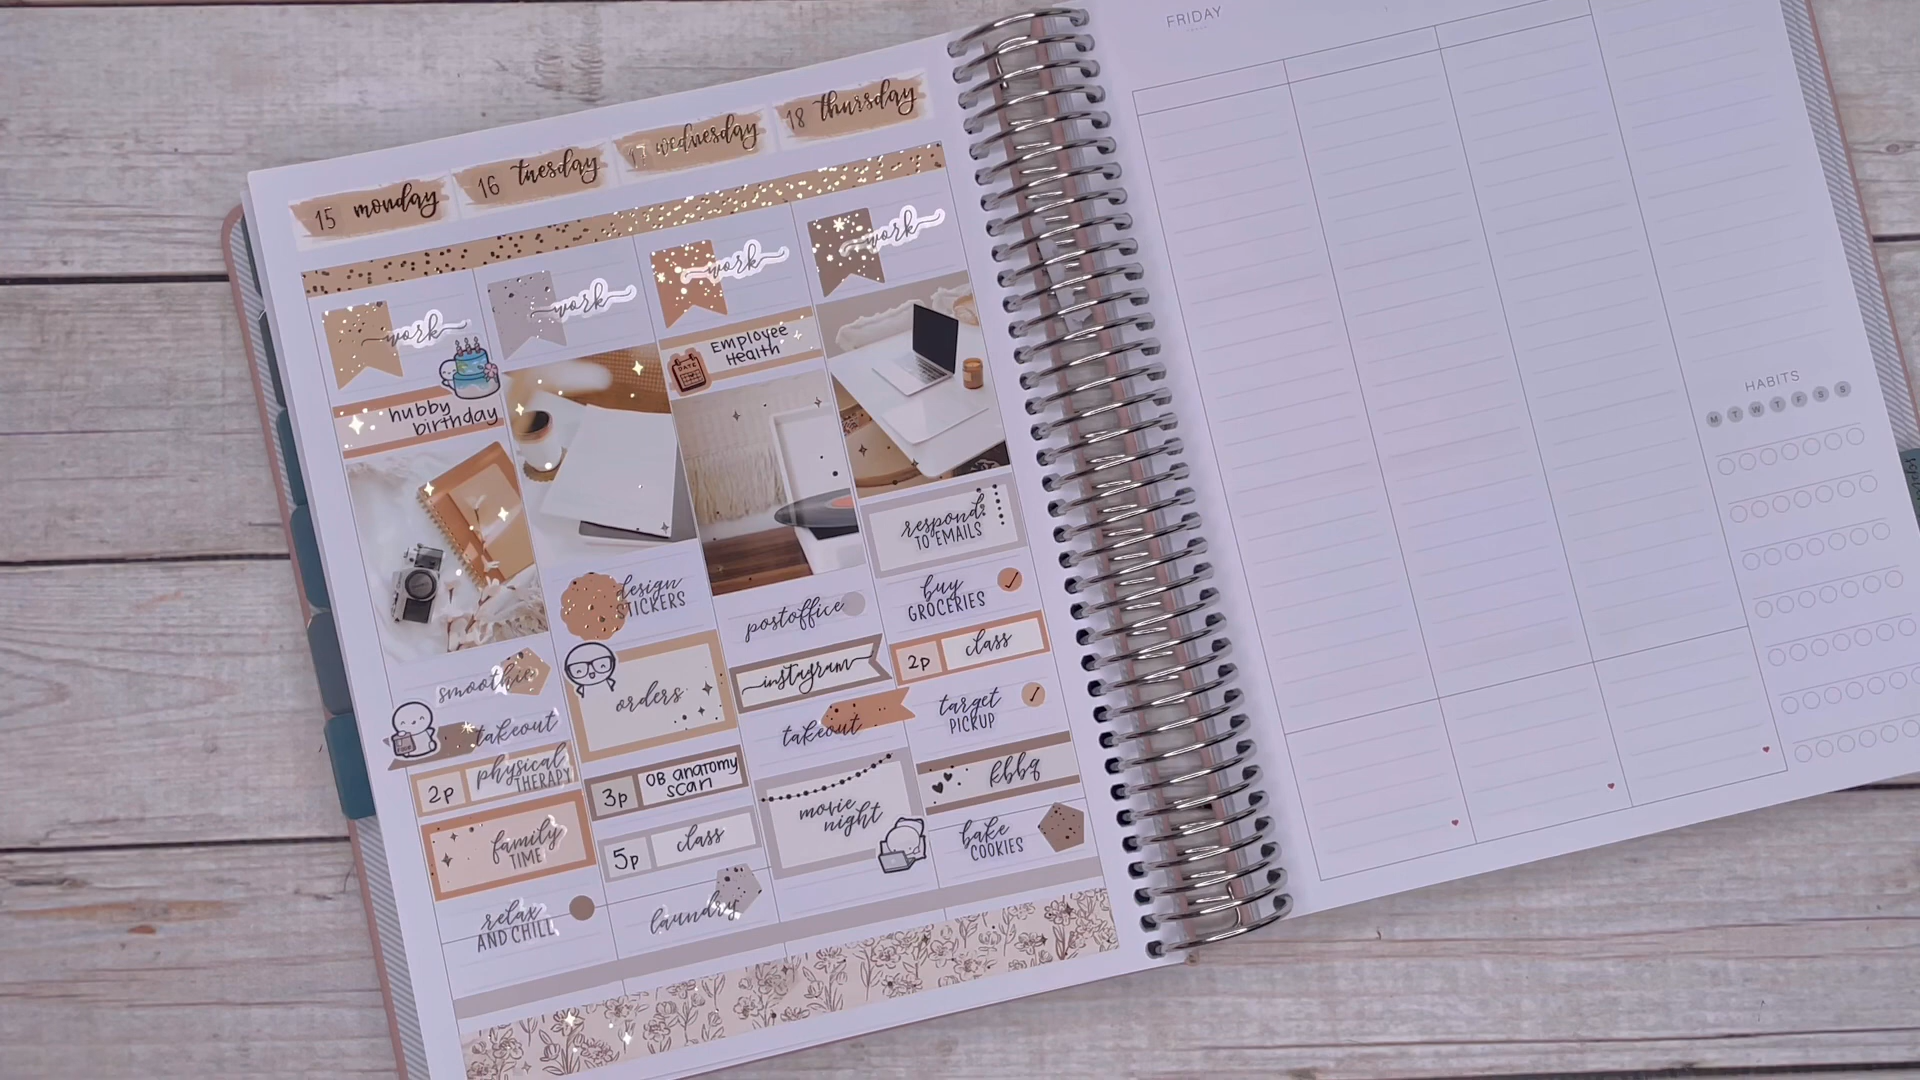 15 monday
16 tuesday
17 wednesday
18 thursday
work
hubby
birthday
smoothie
takeout
2p physical
THERAPY
family
TIME
relax
AND CHILL
work
design
STICKERS
orders
3p OB anatomy
scan
5p class
laundry
work
DATE
Employee
Health
postoffice
instagram
takeout
movie
night
work
respond
TO EMAILS
buy
GROCERIES
2p class
target
PICKUP
kbbq
bake
COOKIES
FRIDAY
HABITS
M T W T F S S